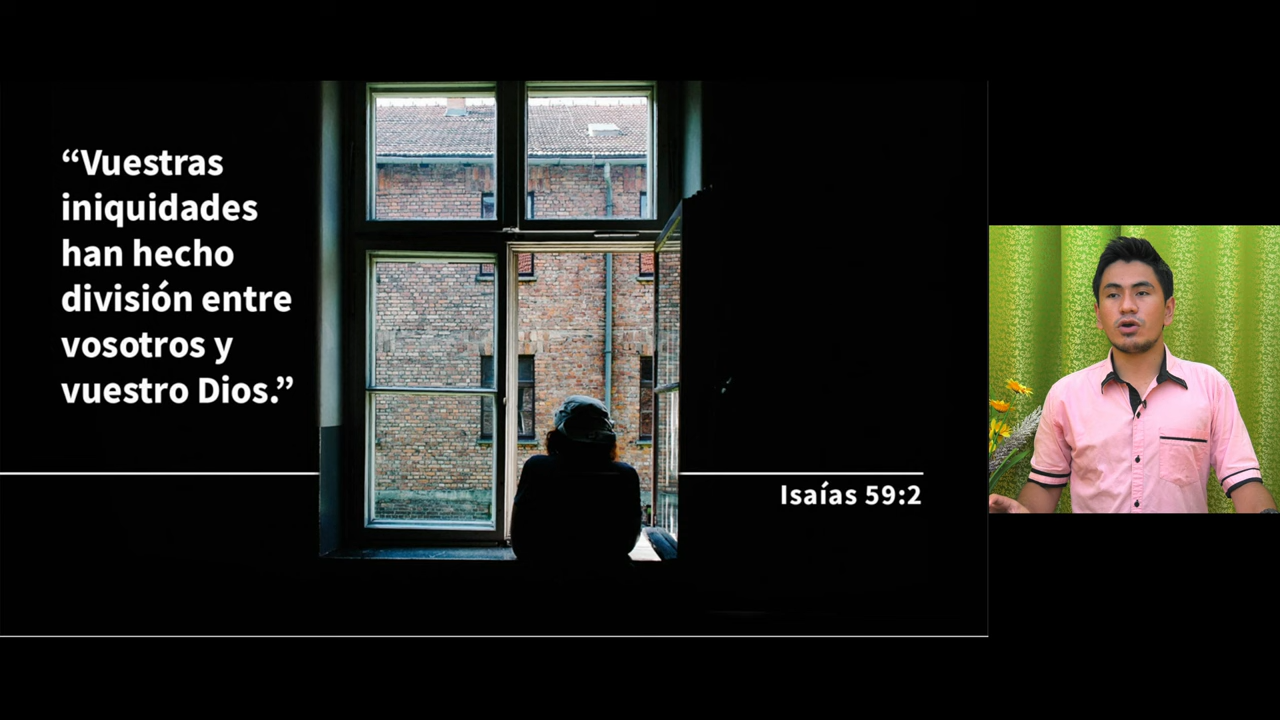 “Vuestras
iniquidades
han hecho
división entre
vosotros y
vuestro Dios.”
Isaías 59:2